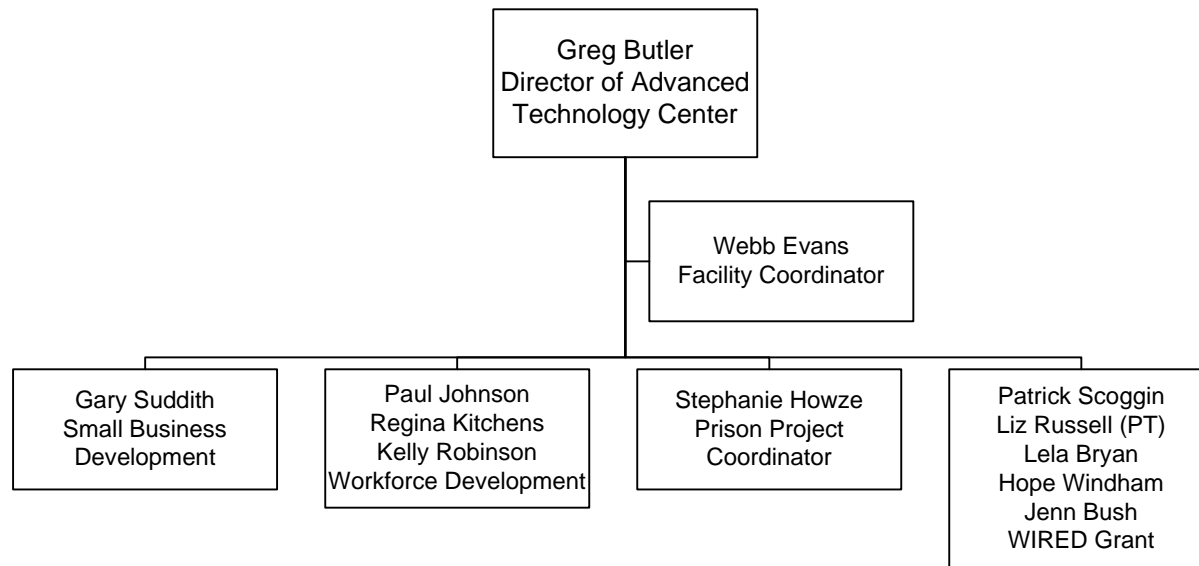 Greg Butler
Director of Advanced
Technology Center
Webb Evans
Facility Coordinator
Gary Suddith
Small Business
Development
Paul Johnson
Regina Kitchens
Kelly Robinson
Workforce Development
Stephanie Howze
Prison Project
Coordinator
Patrick Scoggin
Liz Russell (PT)
Lela Bryan
Hope Windham
Jenn Bush
WIRED Grant